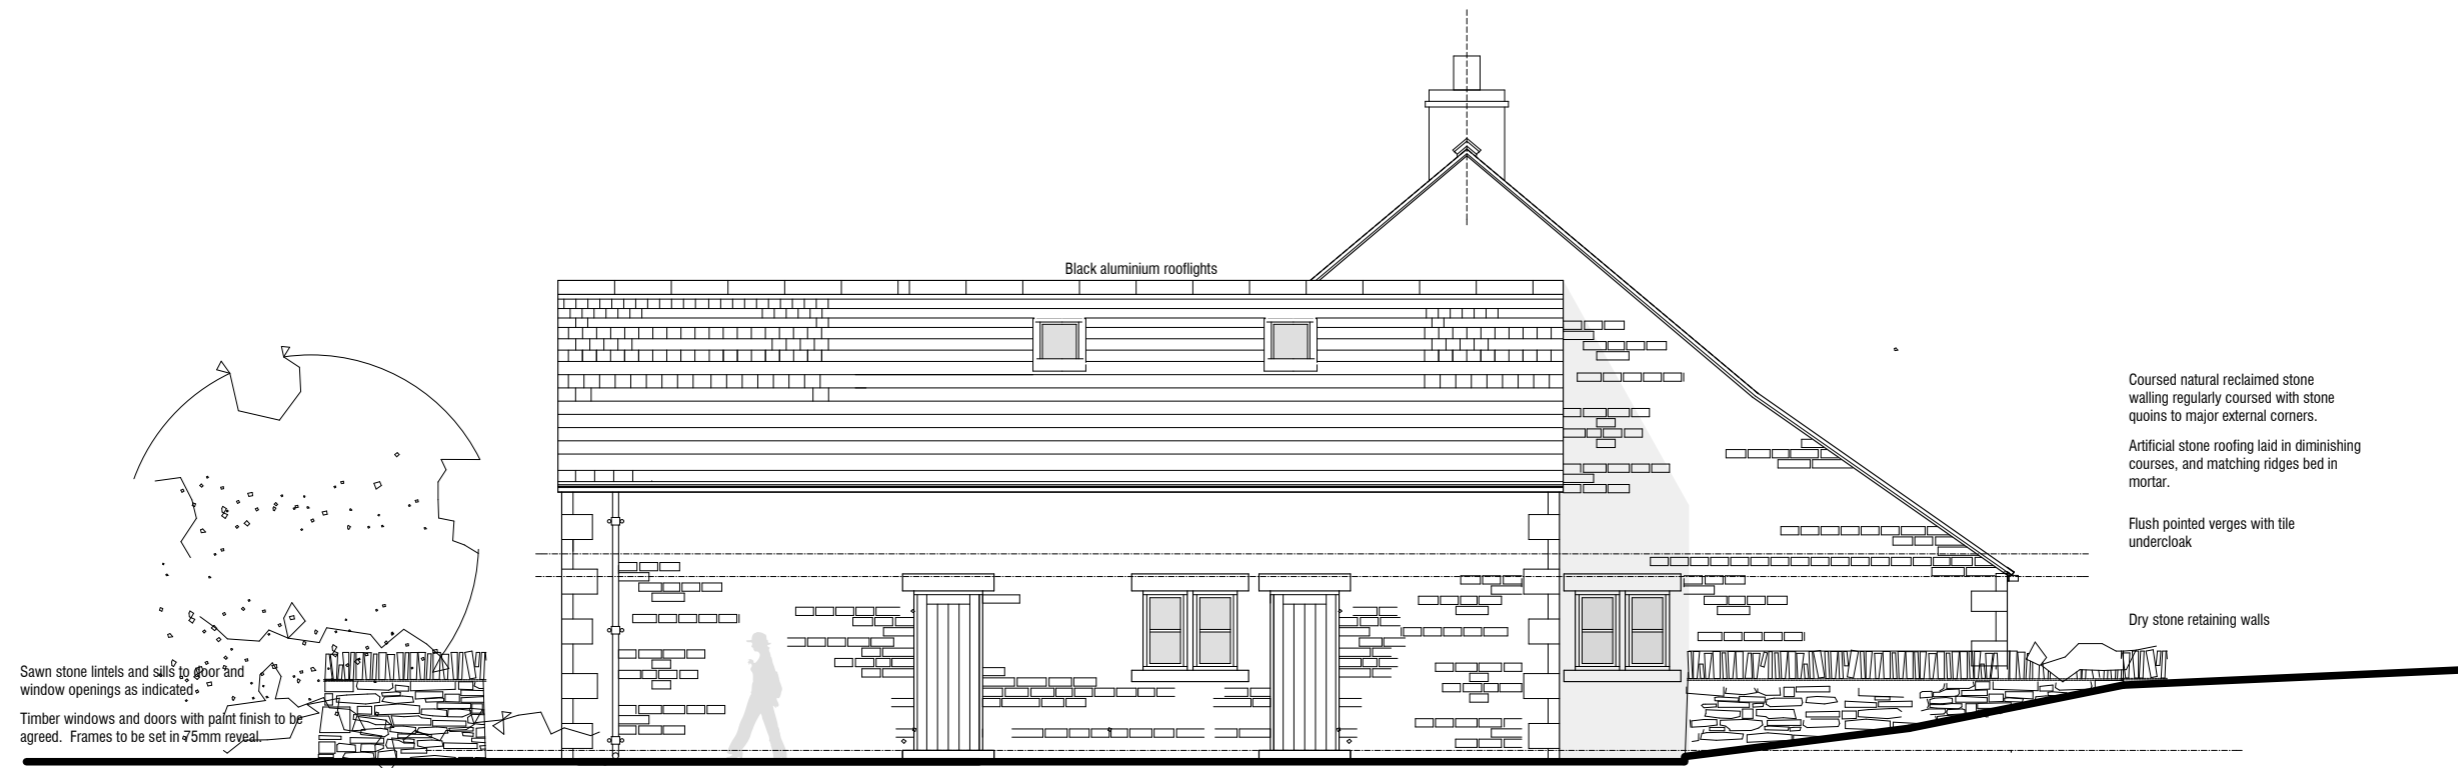 Black aluminium rooflights
Coursed natural reclaimed stone
walling regularly coursed with stone
quoins to major external corners.
Artificial stone roofing laid in diminishing
courses, and matching ridges bed in
mortar.
Flush pointed verges with tile
undercloak
Dry stone retaining walls
Sawn stone lintels and sills to door and
window openings as indicated
Timber windows and doors with paint finish to be
agreed.  Frames to be set in 75mm reveal.